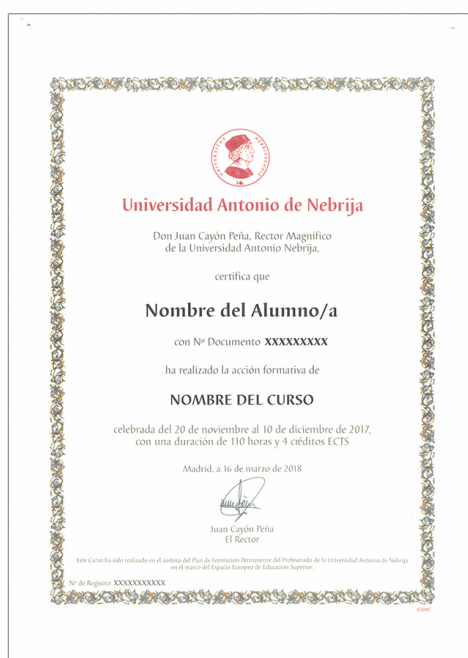 Universidad Antonio de Nebrija
Don Juan Cayón Peña, Rector Magnífico
de la Universidad Antonio Nebrija,
certifica que
Nombre del Alumno/a
con Nº Documento XXXXXXXXX
ha realizado la acción formativa de
NOMBRE DEL CURSO
celebrada del 20 de noviembre al 10 de diciembre de 2017,
con una duración de 110 horas y 4 créditos ECTS
Madrid, a 16 de marzo de 2018
Juan Cayón Peña
El Rector
Este Curso ha sido realizado en el ámbito del Plan de Formación Permanente del Profesorado de la Universidad Antonio de Nebrija
en el marco del Espacio Europeo de Educación Superior.
Nº de Registro: XXXXXXXXXXX